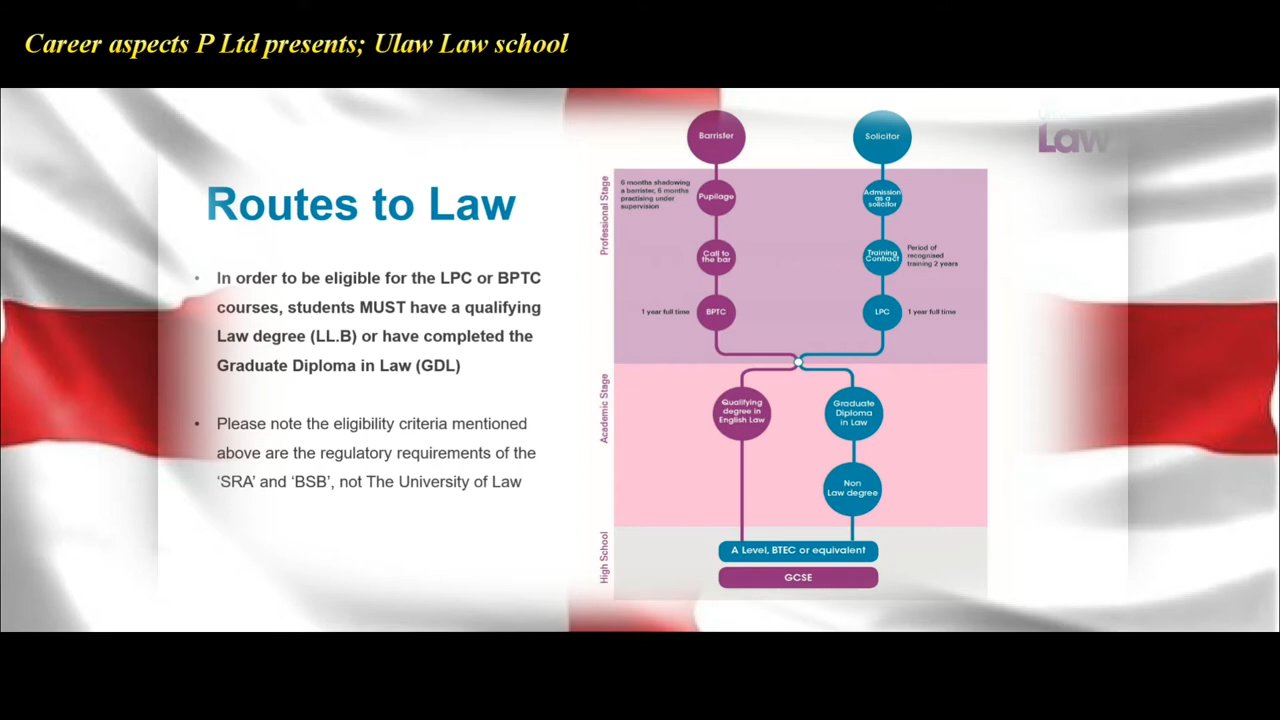 Career aspects P Ltd presents; Ulaw Law school
Law
Routes to Law
• In order to be eligible for the LPC or BPTC
courses, students MUST have a qualifying
Law degree (LL.B) or have completed the
Graduate Diploma in Law (GDL)
• Please note the eligibility criteria mentioned
above are the regulatory requirements of the
‘SRA’ and ‘BSB’, not The University of Law
Barrister
Solicitor
Professional Stage
6 months shadowing
a barrister, 6 months
practising under
supervision
Pupilage
Admission
as a
solicitor
Call to
the bar
Training
Contract
Period of
recognised
training 2 years
1 year full time
BPTC
LPC
1 year full time
Academic Stage
Qualifying
degree in
English Law
Graduate
Diploma
in Law
Non
Law degree
High School
A Level, BTEC or equivalent
GCSE